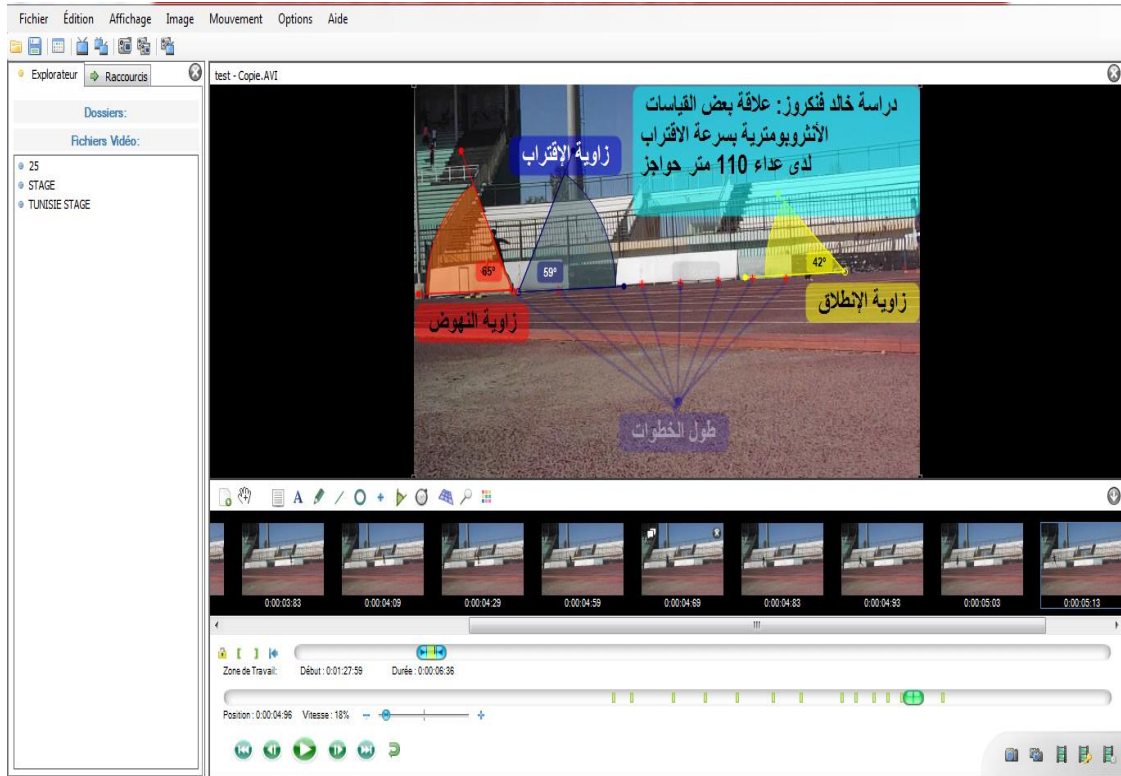 Fichier Édition Affichage Image Mouvement Options Aide
Explorateur Raccourcis
Dossiers:
Fichiers Vidéo:
25
STAGE
TUNISIE STAGE
test - Copie.AVI
دراسة خالد فنكروز: علاقة بعض القياسات
الأنثروبومترية بسرعة الاقتراب
لدى عداء 110 متر حواجز
زاوية الإقتراب
65°
59°
42°
زاوية النهوض
زاوية الإنطلاق
طول الخطوات
0:00:03:83 0:00:04:09 0:00:04:29 0:00:04:59 0:00:04:69 0:00:04:83 0:00:04:93 0:00:05:03 0:00:05:13
Zone de Travail: Début : 0:01:27:59 Durée : 0:00:06:36
Position : 0:00:04:96 Vitesse : 18%